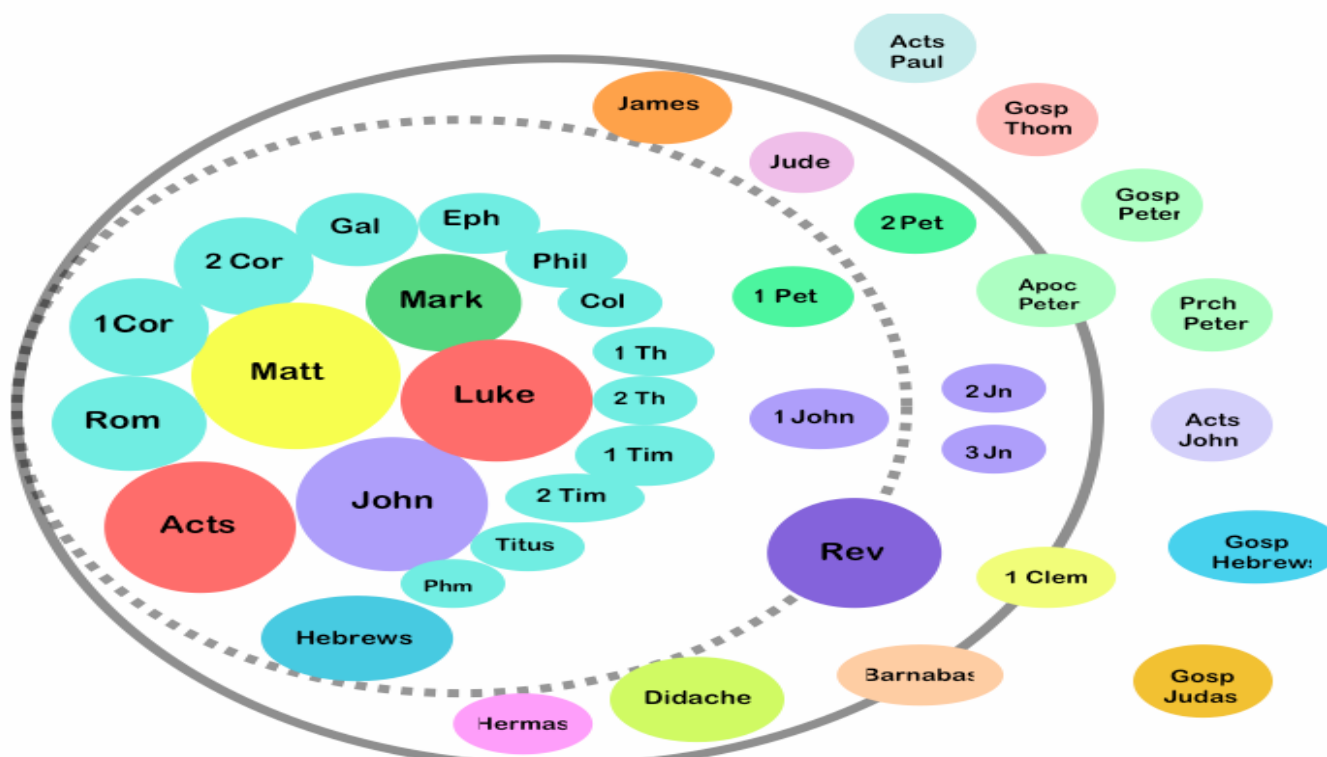 Acts
Paul
James
Gosp
Thom
Jude
Gosp
Peter
Gal
Eph
2 Pet
2 Cor
Phil
Mark
Col
1 Pet
Apoc
Peter
Prch
Peter
1Cor
1 Th
Matt
Luke
2 Th
2 Jn
Rom
1 John
Acts
John
3 Jn
1 Tim
John
2 Tim
Acts
Titus
Rev
Gosp
Hebrews
Phm
1 Clem
Hebrews
Barnabas
Gosp
Judas
Didache
Hermas